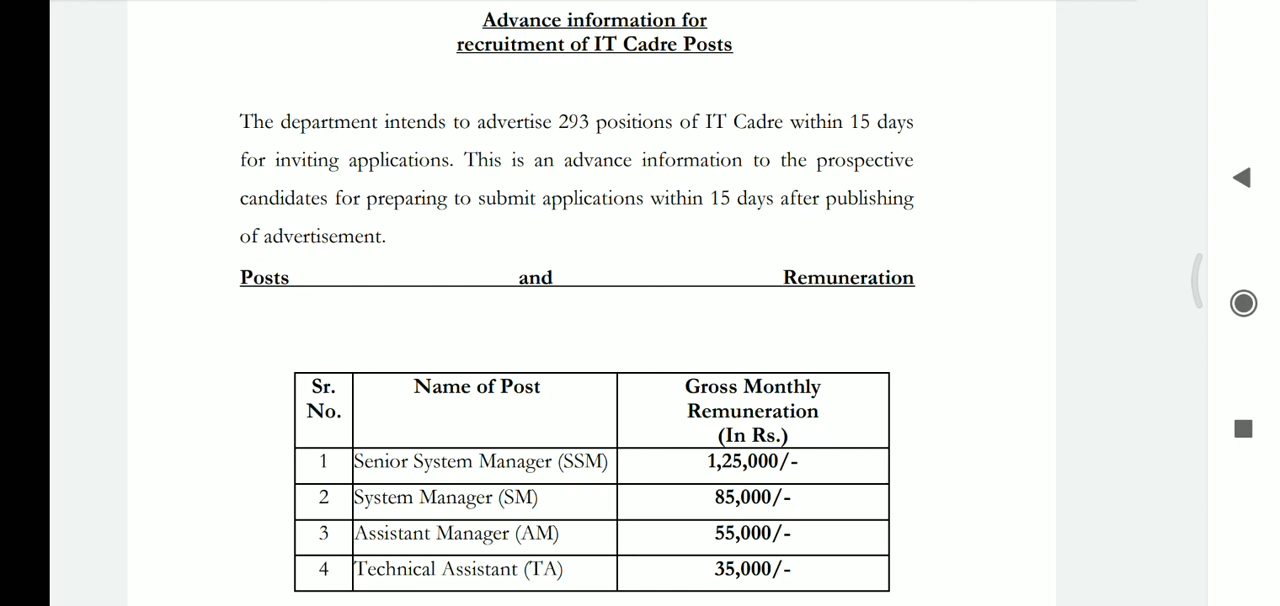 Advance information for
recruitment of IT Cadre Posts
The department intends to advertise 293 positions of IT Cadre within 15 days
for inviting applications. This is an advance information to the prospective
candidates for preparing to submit applications within 15 days after publishing
of advertisement.
Posts and Remuneration
Sr. No. Name of Post Gross Monthly Remuneration (In Rs.)
1 Senior System Manager (SSM) 1,25,000/-
2 System Manager (SM) 85,000/-
3 Assistant Manager (AM) 55,000/-
4 Technical Assistant (TA) 35,000/-